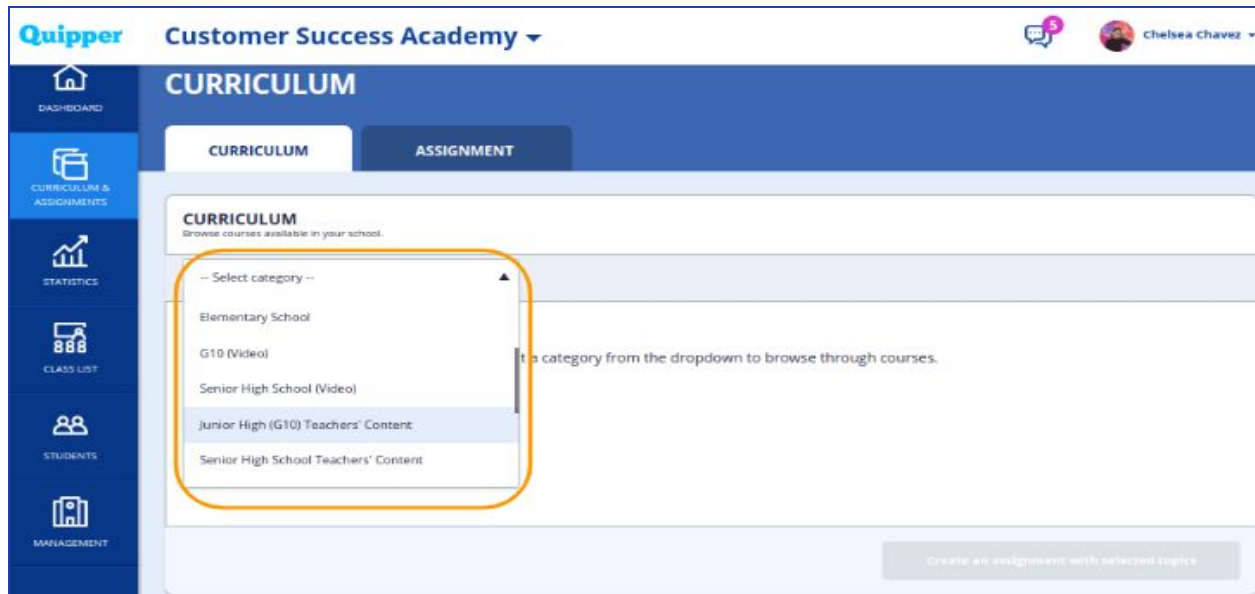 Quipper
Customer Success Academy
5
Chelsea Chavez
DASHBOARD
CURRICULUM &
ASSIGNMENTS
STATISTICS
CLASS LIST
STUDENTS
MANAGEMENT
CURRICULUM
CURRICULUM
ASSIGNMENT
CURRICULUM
Browse courses available in your school.
-- Select category --
Elementary School
G10 (Video)
Senior High School (Video)
Junior High (G10) Teachers' Content
Senior High School Teachers' Content
t a category from the dropdown to browse through courses.
Create an assignment with selected topics